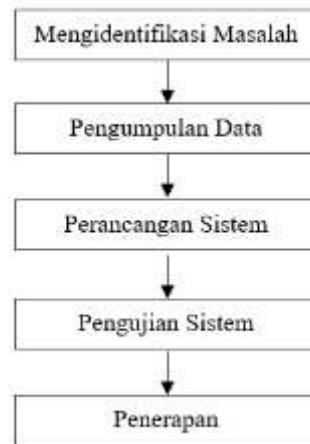 Mengidentifikasi Masalah
Pengumpulan Data
Perancangan Sistem
Pengujian Sistem
Penerapan